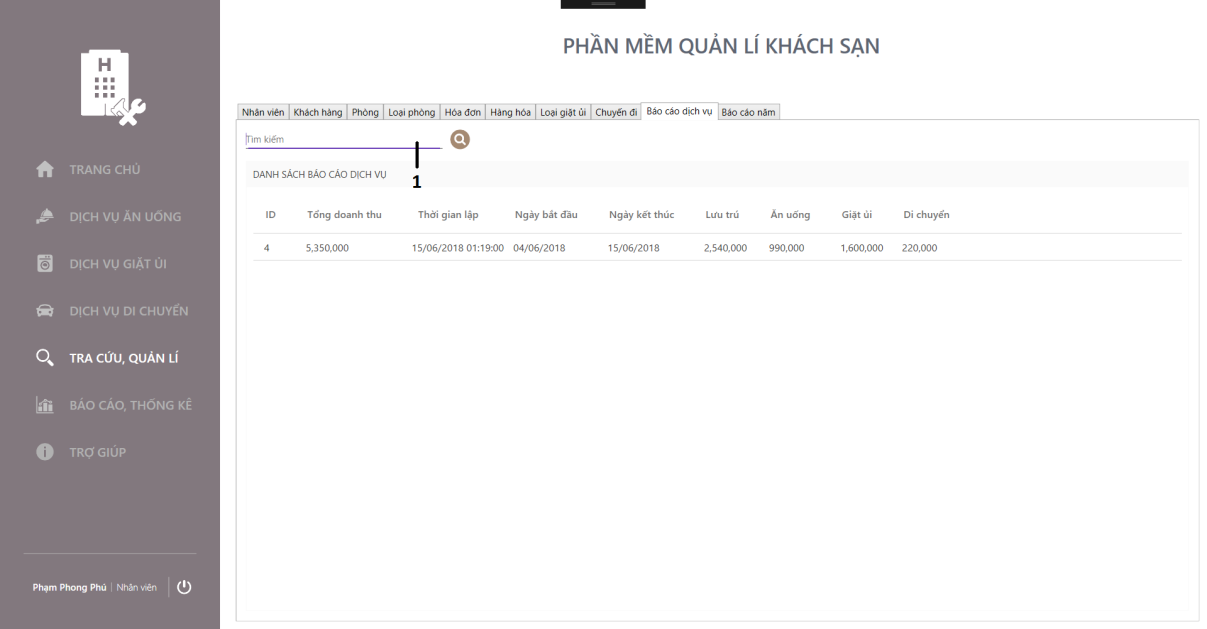 PHẦN MỀM QUẢN LÍ KHÁCH SẠN
H
TRANG CHỦ
DỊCH VỤ ĂN UỐNG
DỊCH VỤ GIẶT ỦI
DỊCH VỤ DI CHUYỂN
TRA CỨU, QUẢN LÍ
BÁO CÁO, THỐNG KÊ
TRỢ GIÚP
Phạm Phong Phú | Nhân viên
Nhân viên Khách hàng Phòng Loại phòng Hóa đơn Hàng hóa Loại giặt ủi Chuyến đi Báo cáo dịch vụ Báo cáo năm
Tìm kiếm
1
DANH SÁCH BÁO CÁO DỊCH VỤ
ID Tổng doanh thu Thời gian lập Ngày bắt đầu Ngày kết thúc Lưu trú Ăn uống Giặt ủi Di chuyển
4 5,350,000 15/06/2018 01:19:00 04/06/2018 15/06/2018 2,540,000 990,000 1,600,000 220,000